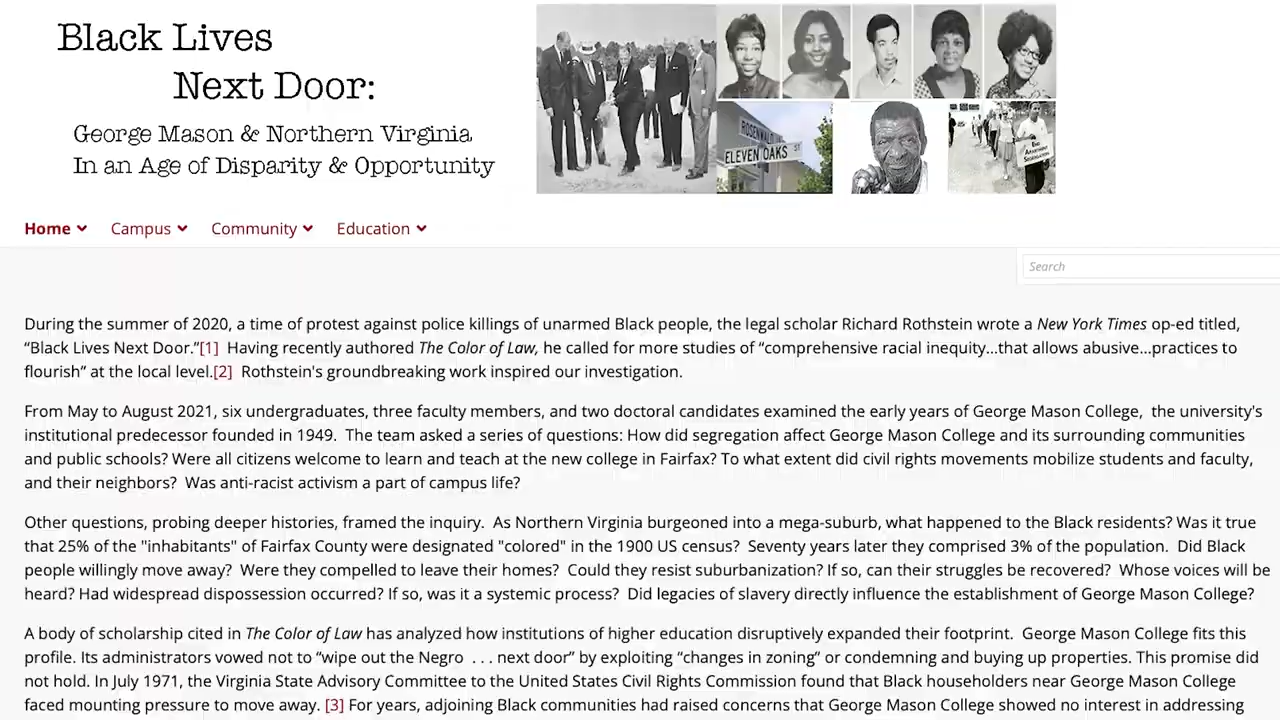 Black Lives
Next Door:
George Mason & Northern Virginia
In an Age of Disparity & Opportunity
ROSENWALD
ELEVEN OAKS ST
END
APARTMENT
SEGREGATION
Home
Campus
Community
Education
Search
During the summer of 2020, a time of protest against police killings of unarmed Black people, the legal scholar Richard Rothstein wrote a New York Times op-ed titled,
“Black Lives Next Door.”[1]  Having recently authored The Color of Law, he called for more studies of “comprehensive racial inequity...that allows abusive...practices to
flourish” at the local level.[2]  Rothstein's groundbreaking work inspired our investigation.
From May to August 2021, six undergraduates, three faculty members, and two doctoral candidates examined the early years of George Mason College,  the university's
institutional predecessor founded in 1949.  The team asked a series of questions: How did segregation affect George Mason College and its surrounding communities
and public schools? Were all citizens welcome to learn and teach at the new college in Fairfax? To what extent did civil rights movements mobilize students and faculty,
and their neighbors?  Was anti-racist activism a part of campus life?
Other questions, probing deeper histories, framed the inquiry.  As Northern Virginia burgeoned into a mega-suburb, what happened to the Black residents? Was it true
that 25% of the "inhabitants" of Fairfax County were designated "colored" in the 1900 US census?  Seventy years later they comprised 3% of the population.  Did Black
people willingly move away?  Were they compelled to leave their homes?  Could they resist suburbanization? If so, can their struggles be recovered?  Whose voices will be
heard? Had widespread dispossession occurred? If so, was it a systemic process?  Did legacies of slavery directly influence the establishment of George Mason College?
A body of scholarship cited in The Color of Law has analyzed how institutions of higher education disruptively expanded their footprint.  George Mason College fits this
profile. Its administrators vowed not to “wipe out the Negro  . . . next door” by exploiting “changes in zoning” or condemning and buying up properties. This promise did
not hold. In July 1971, the Virginia State Advisory Committee to the United States Civil Rights Commission found that Black householders near George Mason College
faced mounting pressure to move away. [3] For years, adjoining Black communities had raised concerns that George Mason College showed no interest in addressing